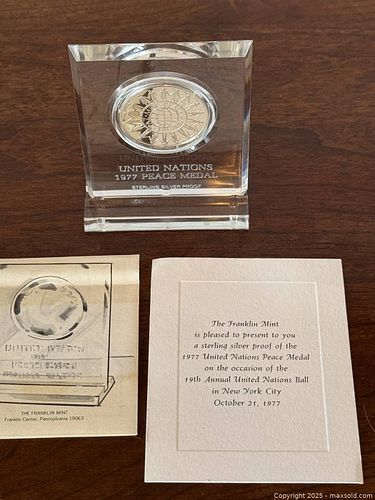 UNITED NATIONS
1977 PEACE MEDAL
STERLING SILVER PROOF
THE FRANKLIN MINT
Franklin Center, Pennsylvania 19063
The Franklin Mint
is pleased to present to you
a sterling silver proof of the
1977 United Nations Peace Medal
on the occasion of the
19th Annual United Nations Ball
in New York City
October 21, 1977
Copyright 2025 - maxsold.com